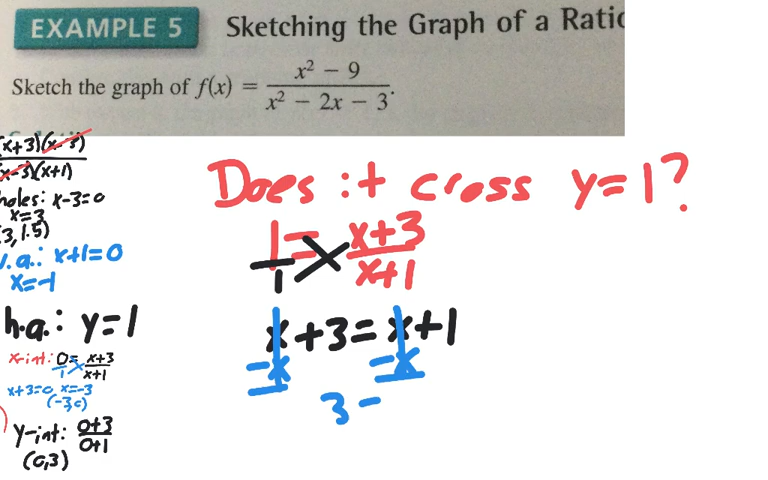 EXAMPLE 5 Sketching the Graph of a Ratio
Sketch the graph of f(x) = (x² − 9)/(x² − 2x − 3).
(x+3)(x-3)
(x-3)(x+1)
holes: x-3=0
x=3
(3, 1.5)
v.a.: x+1=0
x=-1
h.a.: y=1
x-int: 0/1 = (x+3)/(x+1)
x+3=0 x=-3
(-3,0)
y-int: (0+3)/(0+1)
(0,3)
Does it cross y=1?
1/1 = (x+3)/(x+1)
x+3=x+1
-x -x
3 =